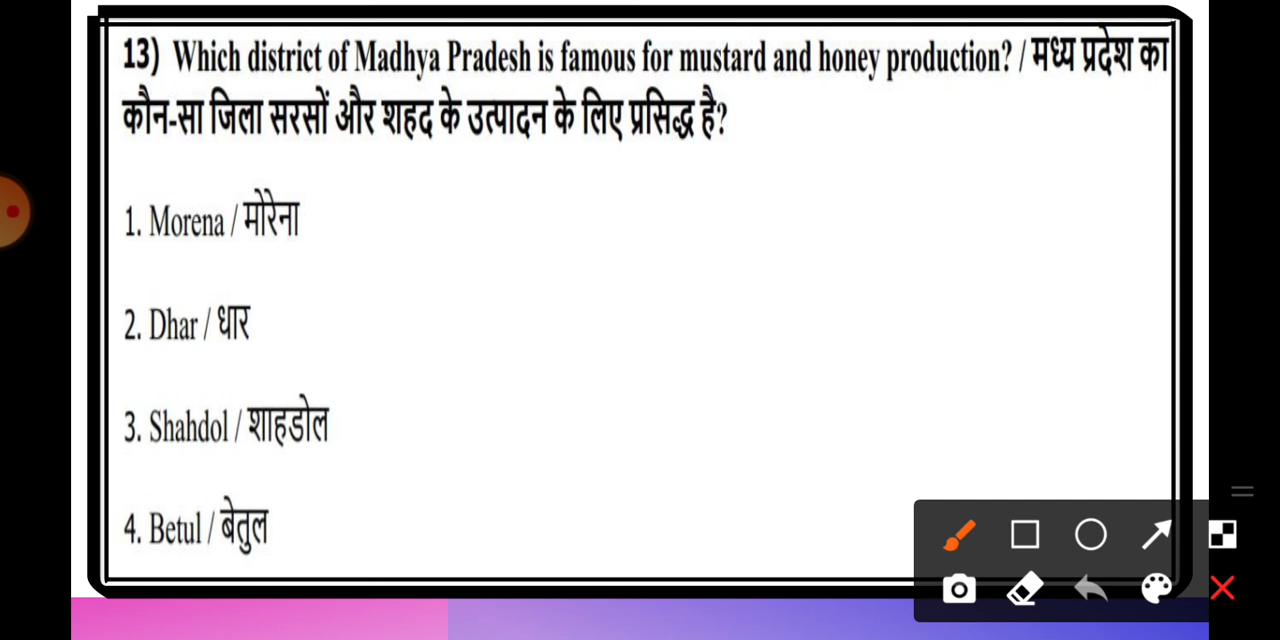 13) Which district of Madhya Pradesh is famous for mustard and honey production? / मध्य प्रदेश का
कौन-सा जिला सरसों और शहद के उत्पादन के लिए प्रसिद्ध है?
1. Morena / मोरेना
2. Dhar / धार
3. Shahdol / शाहडोल
4. Betul / बेतुल